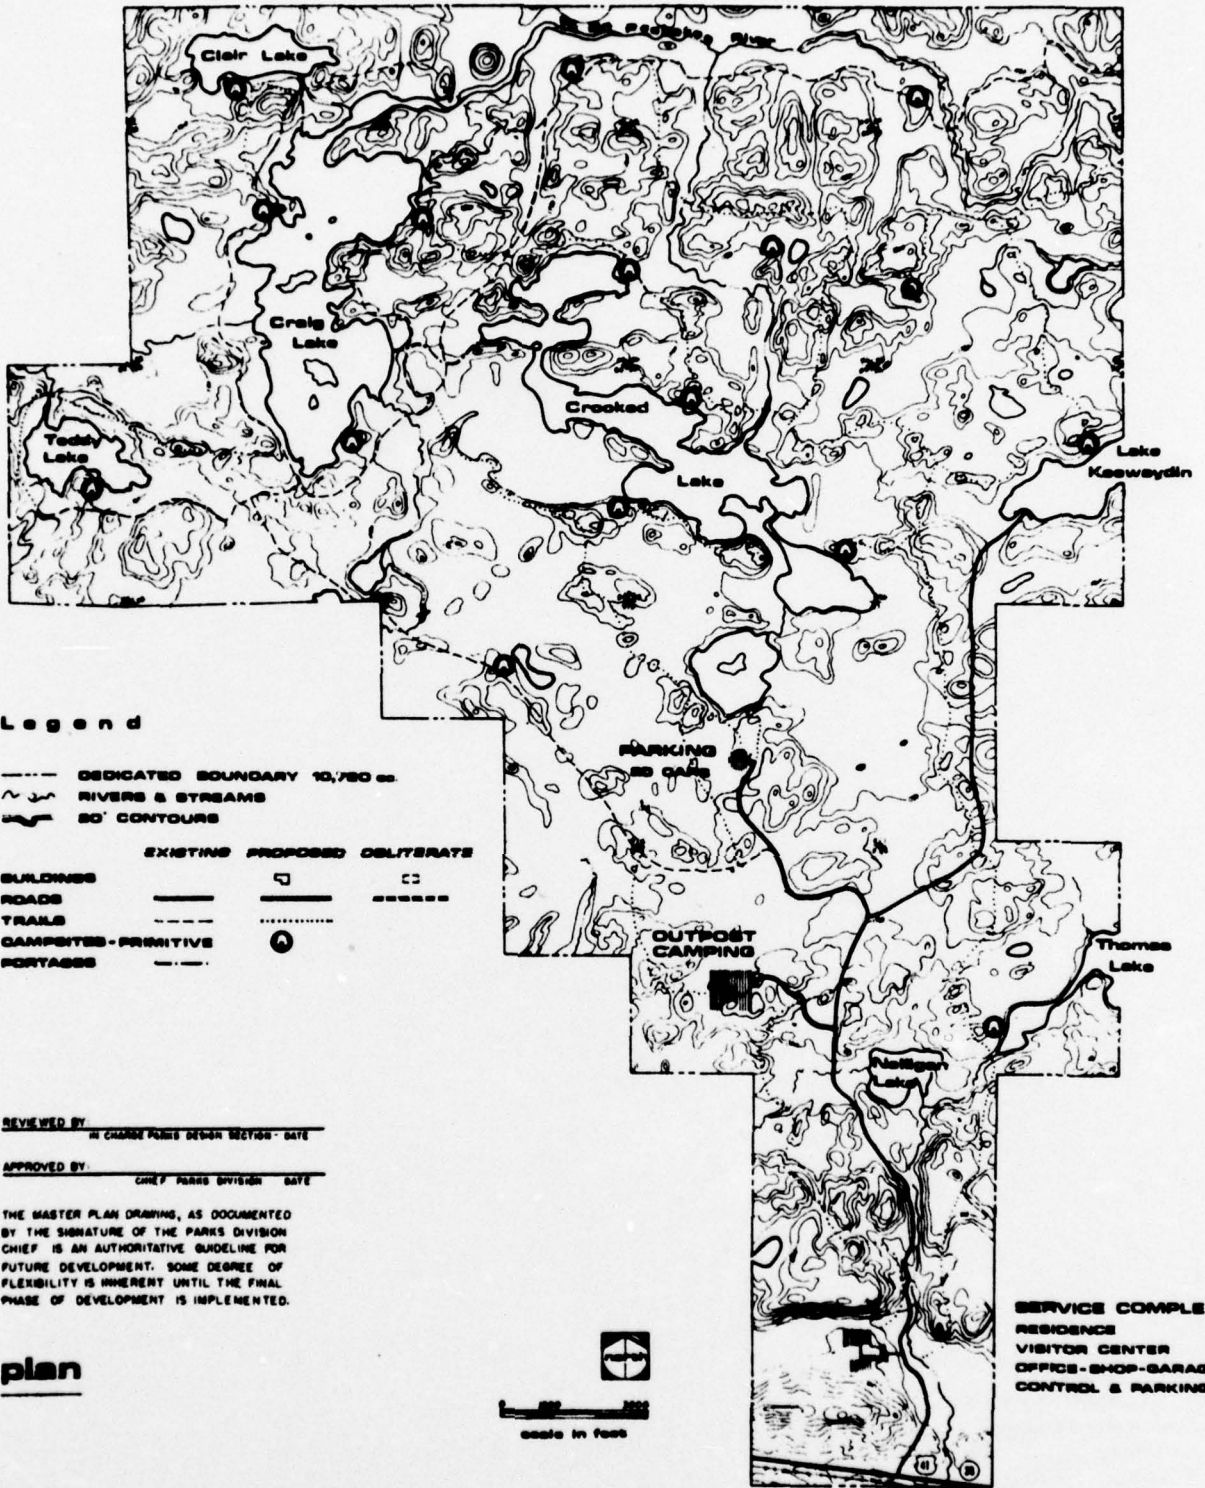 Clair Lake
River
Craig
Lake
Crooked
Lake
Teddy
Lake
Lake
Keewaydin
Legend
DEDICATED BOUNDARY
RIVERS & STREAMS
20' CONTOURS
EXISTING PROPOSED OBLITERATE
BUILDINGS
ROADS
TRAILS
CAMPSITES-PRIMITIVE
PORTAGES
PARKING
CARS
OUTPOST
CAMPING
Thomas
Lake
Nelligan
Lake
REVIEWED BY:
IN CHARGE PARKS DESIGN SECTION - DATE
APPROVED BY:
CHIEF PARKS DIVISION DATE
THE MASTER PLAN DRAWING, AS DOCUMENTED
BY THE SIGNATURE OF THE PARKS DIVISION
CHIEF IS AN AUTHORITATIVE GUIDELINE FOR
FUTURE DEVELOPMENT. SOME DEGREE OF
FLEXIBILITY IS INHERENT UNTIL THE FINAL
PHASE OF DEVELOPMENT IS IMPLEMENTED.
plan
north
scale in feet
SERVICE COMPLE
RESIDENCE
VISITOR CENTER
OFFICE-SHOP-GARAG
CONTROL & PARKING
41